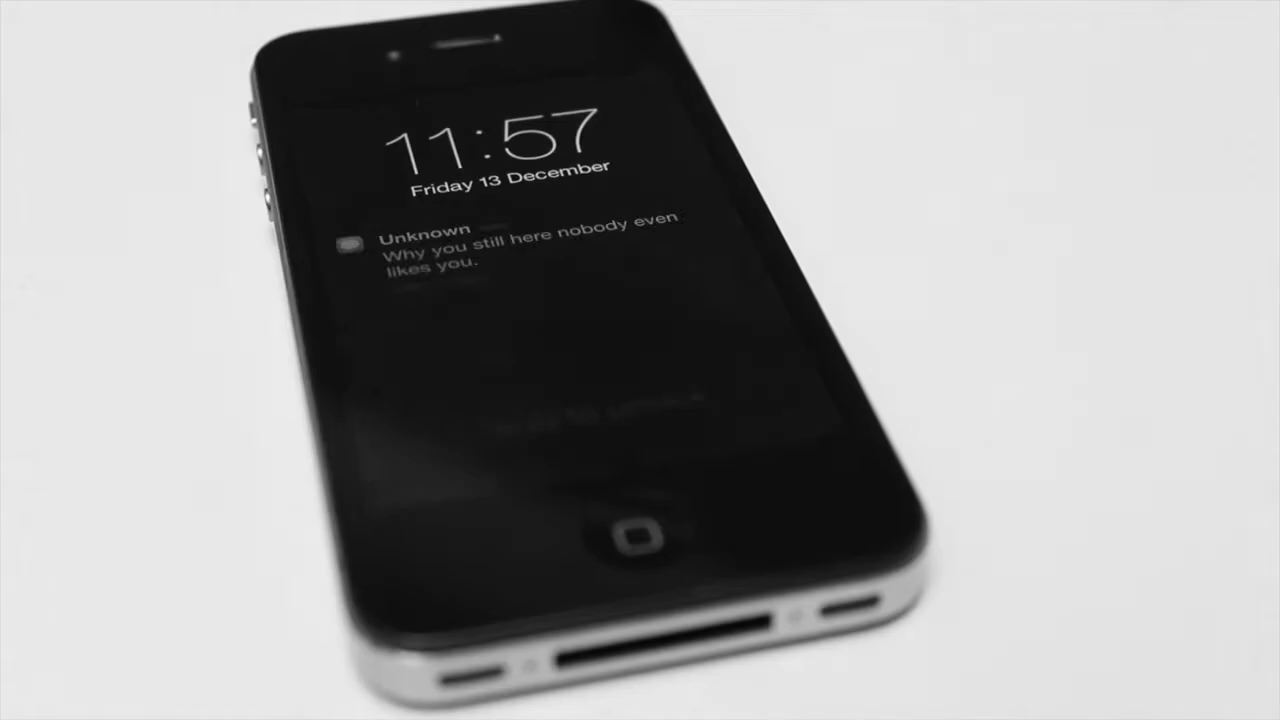 11:57
Friday 13 December
Unknown
Why you still here nobody even
likes you.